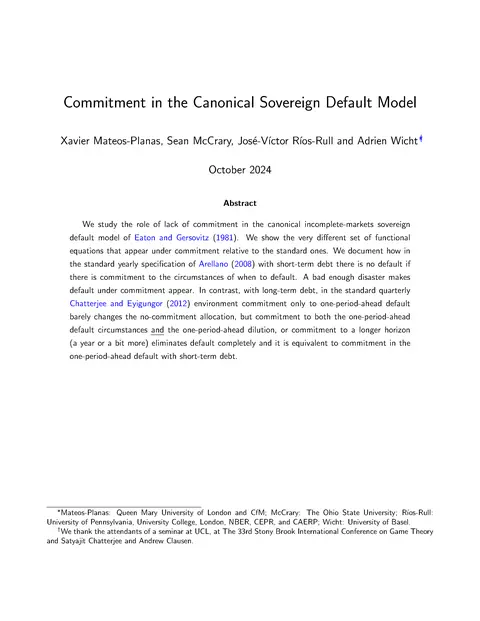 Commitment in the Canonical Sovereign Default Model
Xavier Mateos-Planas, Sean McCrary, José-Víctor Ríos-Rull and Adrien Wicht*†
October 2024
Abstract
We study the role of lack of commitment in the canonical incomplete-markets sovereign
default model of Eaton and Gersovitz (1981). We show the very different set of functional
equations that appear under commitment relative to the standard ones. We document how in
the standard yearly specification of Arellano (2008) with short-term debt there is no default if
there is commitment to the circumstances of when to default. A bad enough disaster makes
default under commitment appear. In contrast, with long-term debt, in the standard quarterly
Chatterjee and Eyigungor (2012) environment commitment only to one-period-ahead default
barely changes the no-commitment allocation, but commitment to both the one-period-ahead
default circumstances and the one-period-ahead dilution, or commitment to a longer horizon
(a year or a bit more) eliminates default completely and it is equivalent to commitment in the
one-period-ahead default with short-term debt.
*Mateos-Planas: Queen Mary University of London and CfM; McCrary: The Ohio State University; Ríos-Rull:
University of Pennsylvania, University College, London, NBER, CEPR, and CAERP; Wicht: University of Basel.
†We thank the attendants of a seminar at UCL, at The 33rd Stony Brook International Conference on Game Theory
and Satyajit Chatterjee and Andrew Clausen.